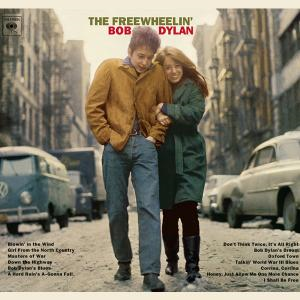 COLUMBIA
THE FREEWHEELIN'
BOB DYLAN
Blowin' in the Wind
Girl From the North Country
Masters of War
Down the Highway
Bob Dylan's Blues
A Hard Rain's A-Gonna Fall
Don't Think Twice, It's All Right
Bob Dylan's Dream
Oxford Town
Talkin' World War III Blues
Corrina, Corrina
Honey, Just Allow Me One More Chance
I Shall Be Free